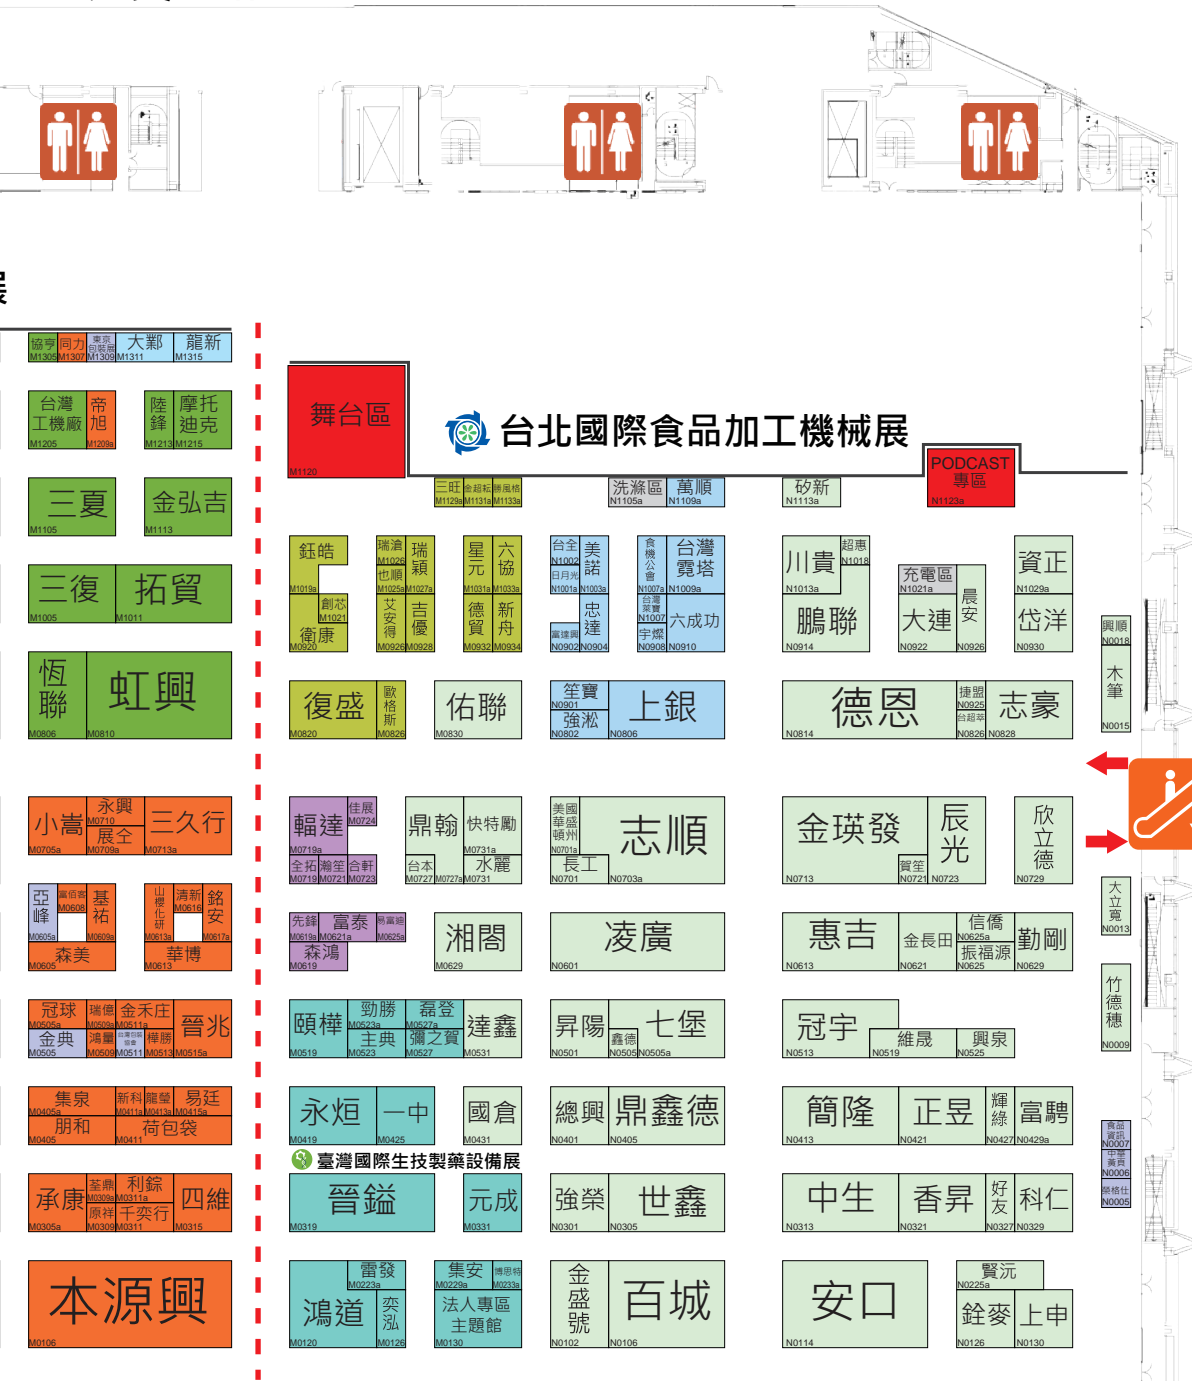 展
協亨 同力 東京包裝展 大鄴 龍新
M1305 M1307 M1309 M1311 M1315
台灣工機廠 帝旭 陸鋒 摩托迪克
M1205 M1209a M1213 M1215
舞台區
M1120
台北國際食品加工機械展
PODCAST
專區
N1123a
三夏 金弘吉
M1105 M1113
三旺 金超耘 勝風格 洗滌區 萬順 矽新
M1129a M1131a M1133a N1105a N1109a N1113a
三復 拓貿
M1005 M1011
鈺皓 瑞滄 瑞穎 星元 六協 台全 美諾 食機公會 台灣霓塔 川貴 超惠 資正
M1019a M1026 M1027a M1031a M1033a N1002 N1003a N1007a N1009a N1013a N1018 N1029a
也順 日月光 充電區
M1025a N1001a N1021a
創芯 衛康 艾安得 吉優 德貿 新舟 富達興 忠達 台灣萊寶 宇燦 六成功 鵬聯 大連 晨安 岱洋
M1021 M0920 M0926 M0928 M0932 M0934 N0902 N0904 N1007 N0908 N0910 N0914 N0922 N0926 N0930
興順
N0018
木筆
N0015
恆聯 虹興
M0806 M0810
復盛 歐格斯 佑聯 笙寶 強淞 上銀 德恩 捷盟 台超萃 志豪
M0820 M0826 M0830 N0901 N0802 N0806 N0814 N0925 N0826 N0828
小嵩 永興 展仝 三久行
M0705a M0710 M0709a M0713a
輻達 佳展 鼎翰 快特勵 美國華盛頓州 志順 金瑛發 辰光 欣立德
M0719a M0724 M0731a N0701a N0703a N0713 N0723 N0729
全拓 瀚笙 合軒 台本 水麗 長工 賀笙
M0719 M0721 M0723 M0727 M0727a M0731 N0701 N0721
亞峰 富佰客 基祐 山櫻化研 清新 銘安
M0605a M0608 M0609a M0613a M0616 M0617a
森美 華博
M0605 M0613
先鋒 富泰 易富迪 湘閤 凌廣 惠吉 金長田 信僑 勤剛
M0619a M0621a M0625a M0629 N0601 N0613 N0621 N0625a N0629
森鴻 振福源
M0619 N0625
大立寬
N0013
竹德穗
N0009
冠球 瑞億 金禾庄 晉兆
M0505a M0509a M0511a M0515a
金典 鴻量 樺勝
M0505 M0509 M0511 M0513
頤樺 勁勝 磊登 達鑫 昇陽 鑫德 七堡 冠宇 維晟 興泉
M0519 M0523a M0527a M0531 N0501 N0505 N0505a N0513 N0519 N0525
主典 彌之賀
M0523 M0527
集泉 新科 龍瑩 易廷
M0405a M0411a M0413a M0415a
朋和 荷包袋
M0405 M0411
永烜 一中 國倉 總興 鼎鑫德 簡隆 正昱 輝綠 富騁
M0419 M0425 M0431 N0401 N0405 N0413 N0421 N0427 N0429a
食品資訊
N0007
中華黃頁
N0006
榮格仕
N0005
臺灣國際生技製藥設備展
承康 荃鼎 利錝 四維
M0305a M0309a M0311a M0315
原祥 千奕行
M0309 M0311
晉鎰 元成 強榮 世鑫 中生 香昇 好友 科仁
M0319 M0331 N0301 N0305 N0313 N0321 N0327 N0329
本源興
M0106
鴻道 雷發 奕泓 集安 博思特 金盛號 百城 安口 賢沅
M0120 M0223a M0126 M0229a M0233a N0102 N0106 N0114 N0225a
法人專區主題館 銓麥 上申
M0130 N0126 N0130